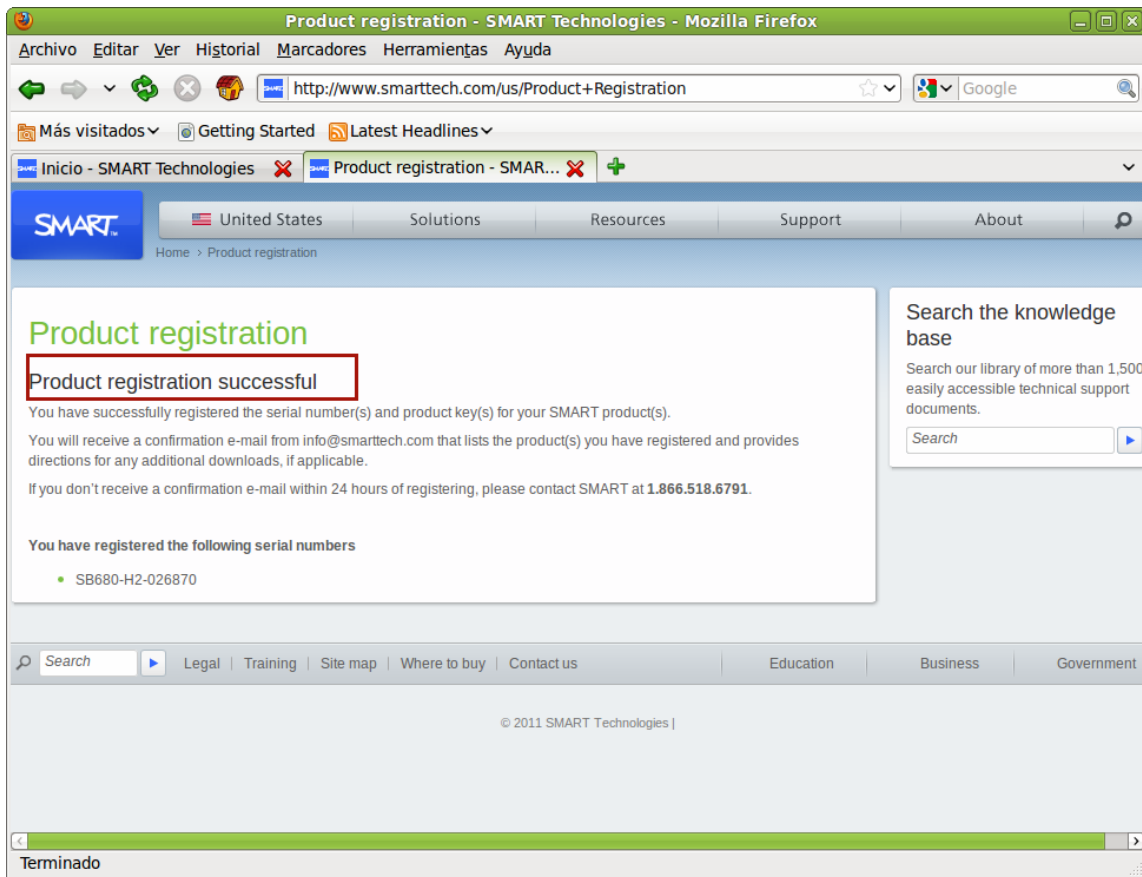 Product registration - SMART Technologies - Mozilla Firefox
Archivo Editar Ver Historial Marcadores Herramientas Ayuda
http://www.smarttech.com/us/Product+Registration Google
Más visitados Getting Started Latest Headlines
Inicio - SMART Technologies Product registration - SMAR...
SMART™ United States Solutions Resources Support About
Home > Product registration
Product registration
Product registration successful
You have successfully registered the serial number(s) and product key(s) for your SMART product(s).
You will receive a confirmation e-mail from info@smarttech.com that lists the product(s) you have registered and provides
directions for any additional downloads, if applicable.
If you don't receive a confirmation e-mail within 24 hours of registering, please contact SMART at 1.866.518.6791.
You have registered the following serial numbers
• SB680-H2-026870
Search the knowledge
base
Search our library of more than 1,500
easily accessible technical support
documents.
Search
Search Legal | Training | Site map | Where to buy | Contact us Education Business Government
© 2011 SMART Technologies |
Terminado